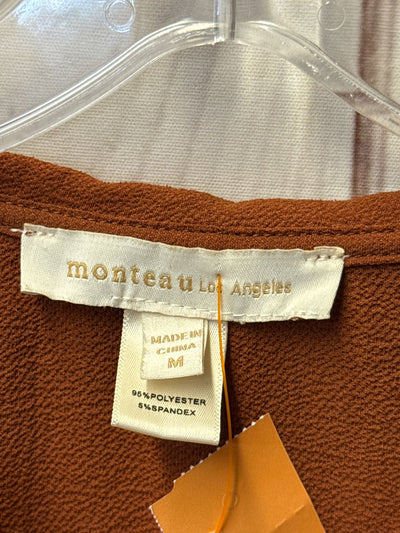 monteau Los Angeles
MADE IN
CHINA
M
95%POLYESTER
5%SPANDEX